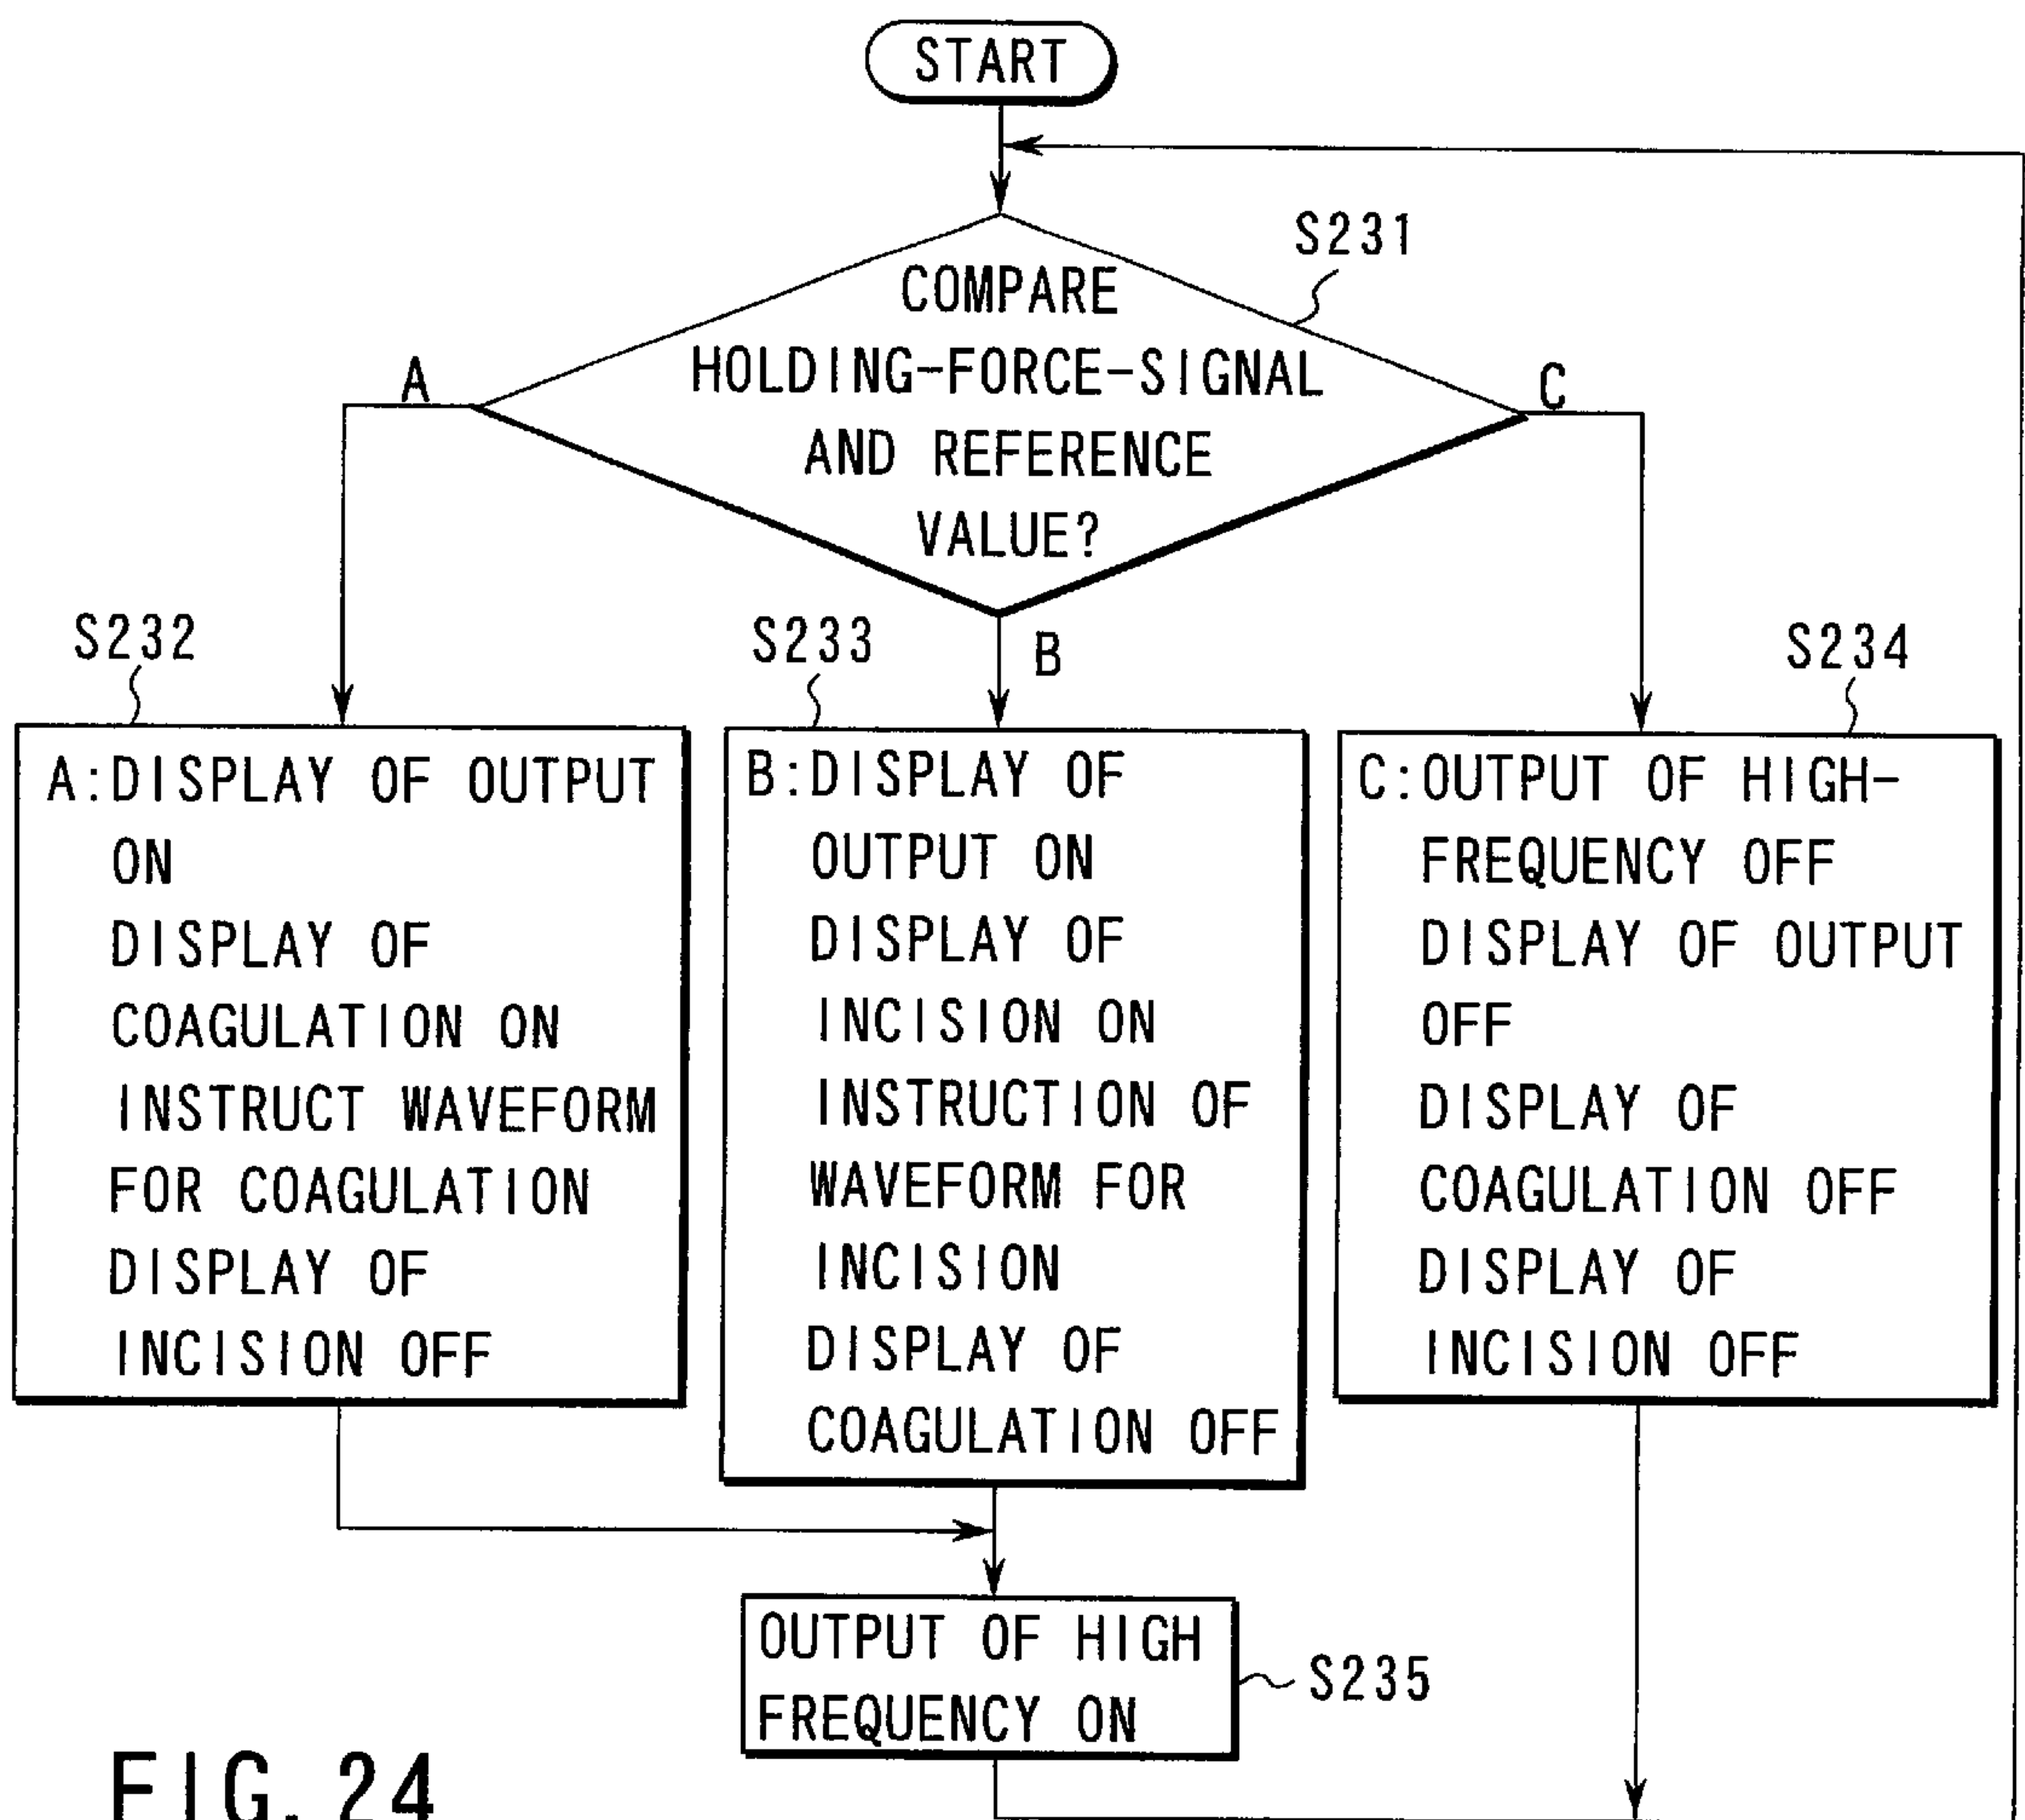 START
S231
COMPARE
HOLDING-FORCE-SIGNAL
AND REFERENCE
VALUE?
A
C
B
S232
S233
S234
A:DISPLAY OF OUTPUT
ON
DISPLAY OF
COAGULATION ON
INSTRUCT WAVEFORM
FOR COAGULATION
DISPLAY OF
INCISION OFF
B:DISPLAY OF
OUTPUT ON
DISPLAY OF
INCISION ON
INSTRUCTION OF
WAVEFORM FOR
INCISION
DISPLAY OF
COAGULATION OFF
C:OUTPUT OF HIGH-
FREQUENCY OFF
DISPLAY OF OUTPUT
OFF
DISPLAY OF
COAGULATION OFF
DISPLAY OF
INCISION OFF
OUTPUT OF HIGH
FREQUENCY ON
S235
FIG. 24